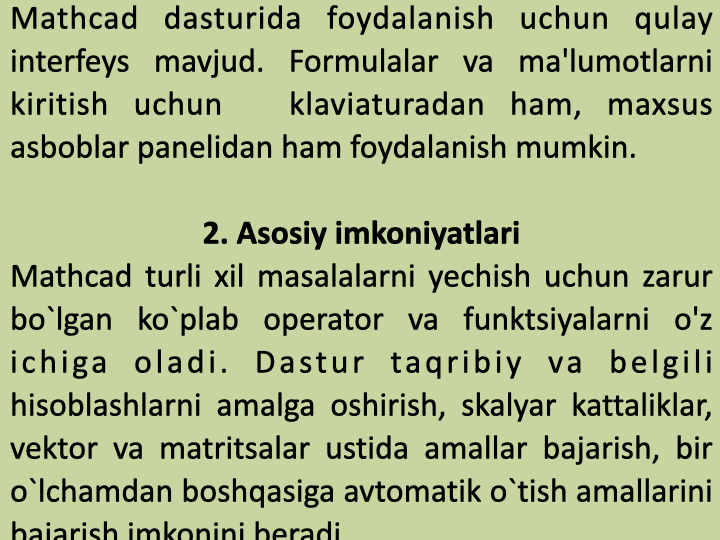 Mathcad dasturida foydalanish uchun qulay
interfeys mavjud. Formulalar va ma'lumotlarni
kiritish uchun klaviaturadan ham, maxsus
asboblar panelidan ham foydalanish mumkin.
2. Asosiy imkoniyatlari
Mathcad turli xil masalalarni yechish uchun zarur
bo`lgan ko`plab operator va funktsiyalarni o'z
ichiga oladi. Dastur taqribiy va belgili
hisoblashlarni amalga oshirish, skalyar kattaliklar,
vektor va matritsalar ustida amallar bajarish, bir
o`lchamdan boshqasiga avtomatik o`tish amallarini
bajarish imkonini beradi